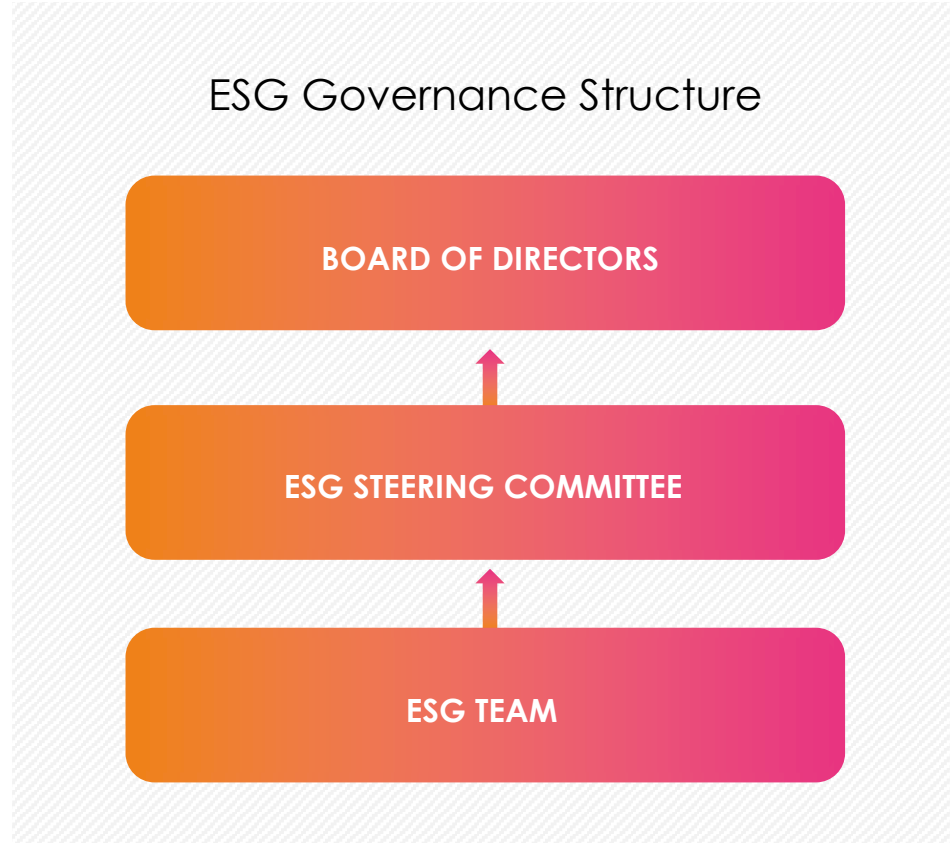 ESG Governance Structure
BOARD OF DIRECTORS
ESG STEERING COMMITTEE
ESG TEAM